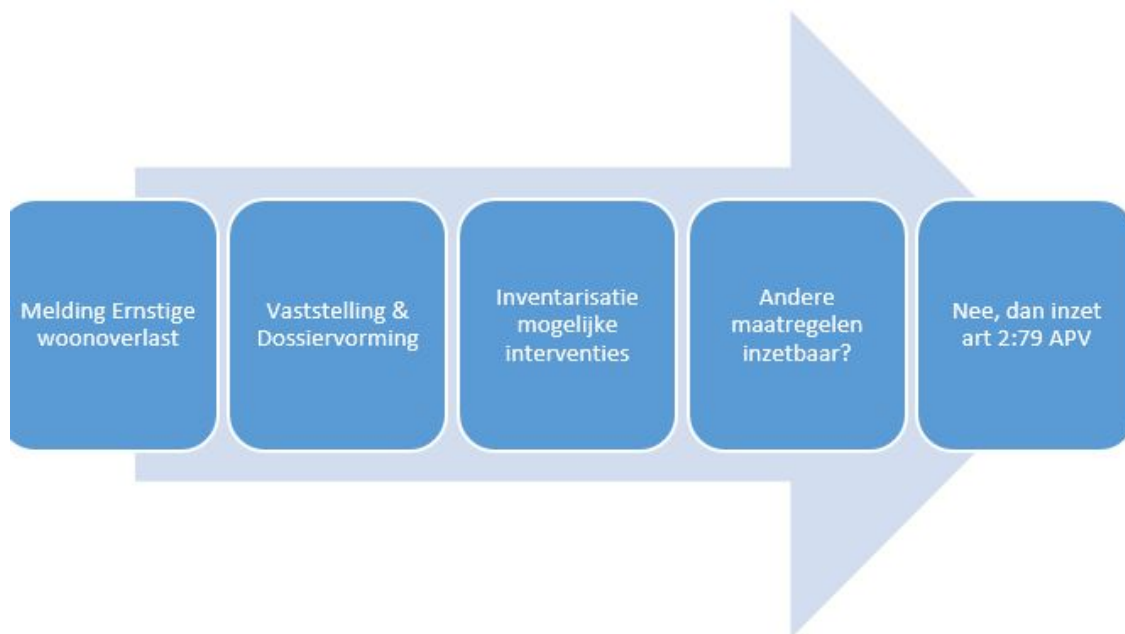 Melding Ernstige
woonoverlast
Vaststelling &
Dossiervorming
Inventarisatie
mogelijke
interventies
Andere
maatregelen
inzetbaar?
Nee, dan inzet
art 2:79 APV